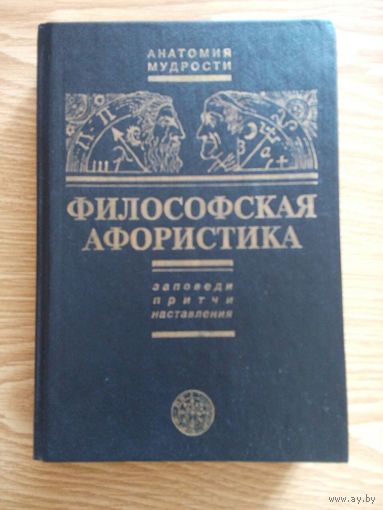 АНАТОМИЯ
МУДРОСТИ
ФИЛОСОФСКАЯ
АФОРИСТИКА
заповеди
притчи
наставления
www.ay.by